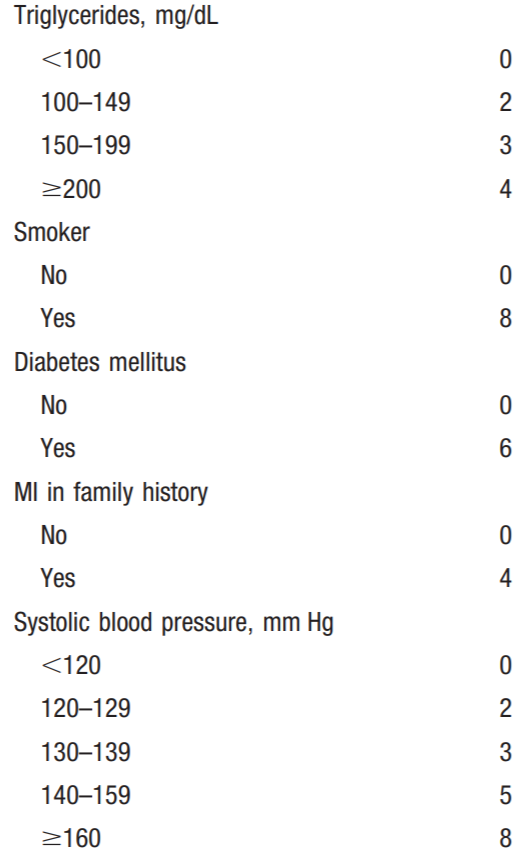 Triglycerides, mg/dL
<100 0
100–149 2
150–199 3
≥200 4
Smoker
No 0
Yes 8
Diabetes mellitus
No 0
Yes 6
MI in family history
No 0
Yes 4
Systolic blood pressure, mm Hg
<120 0
120–129 2
130–139 3
140–159 5
≥160 8